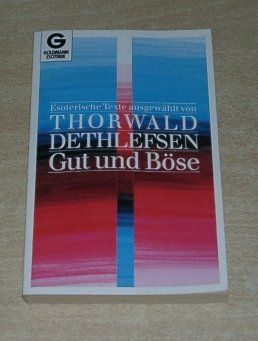 G
GOLDMANN
ESOTERIK
Esoterische Texte ausgewählt von
THORWALD
DETHLEFSEN
Gut und Böse